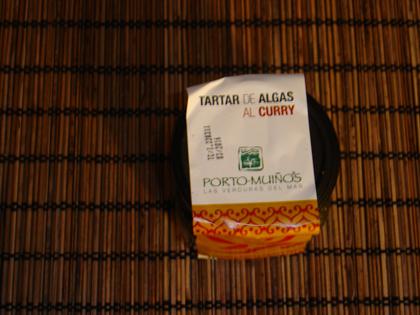 TARTAR DE ALGAS
AL CURRY
PORTO-MUIÑOS
LAS VERDURAS DEL MAR